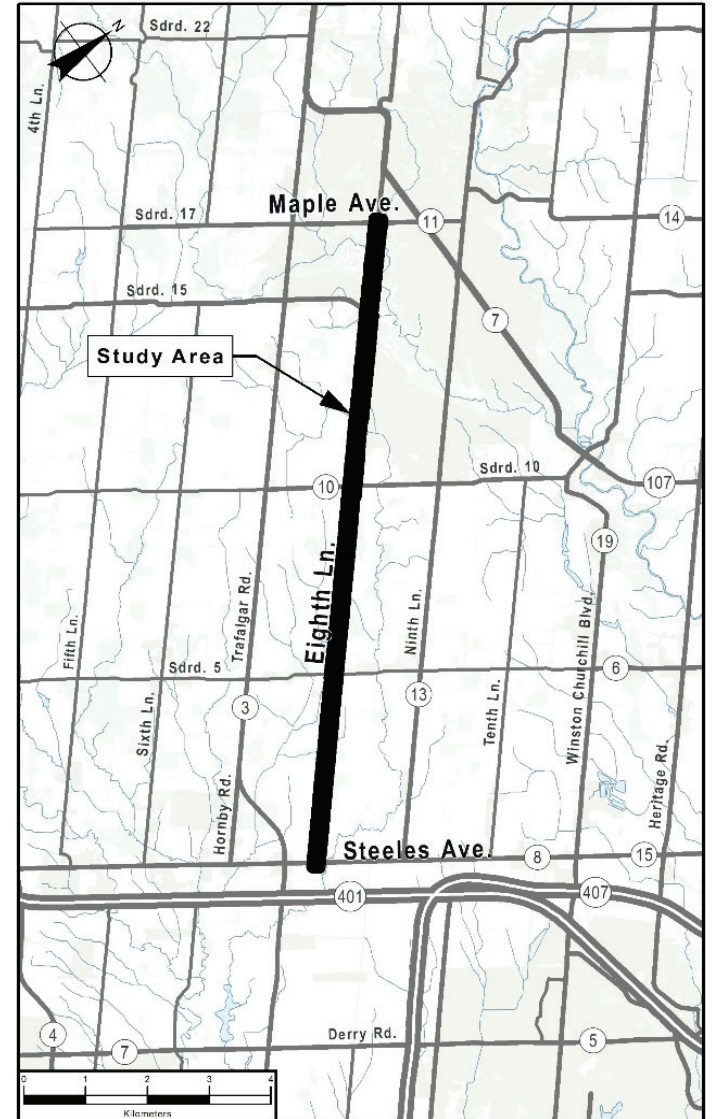 N
Sdrd. 22
4th Ln.
Maple Ave.
Sdrd. 17
11
14
Sdrd. 15
7
Study Area
Sdrd. 10
10
107
19
Eighth Ln.
Trafalgar Rd.
Ninth Ln.
Winston Churchill Blvd.
Fifth Ln.
Sdrd. 5
6
Sixth Ln.
3
13
Tenth Ln.
Hornby Rd.
Heritage Rd.
Steeles Ave.
8
15
401
407
4
7
Derry Rd.
5
0 1 2 3 4
Kilometers